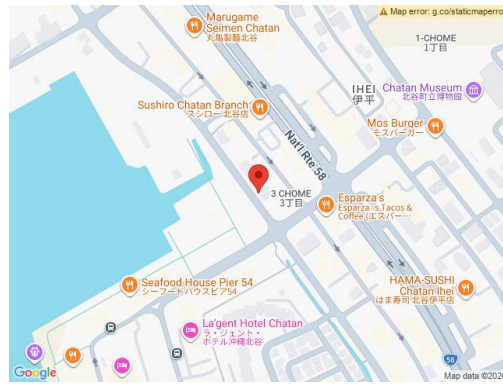 Map error: g.co/staticmaperro
Marugame
Seimen Chatan
丸亀製麺北谷
1-CHOME
1丁目
IHEI
伊平
Chatan Museum
北谷町立博物館
Sushiro Chatan Branch
スシロー 北谷店
Mos Burger
モスバーガー
Nat'l Rte 58
3 CHOME
3丁目
Esparza's
Esparza`s Tacos &
Coffee (エスパー…
Seafood House Pier 54
シーフードハウスピア54
HAMA-SUSHI
Chatan Ihei
はま寿司 北谷伊平店
La'gent Hotel Chatan
ラ・ジェント・
ホテル沖縄北谷
58
Google
Map data ©202